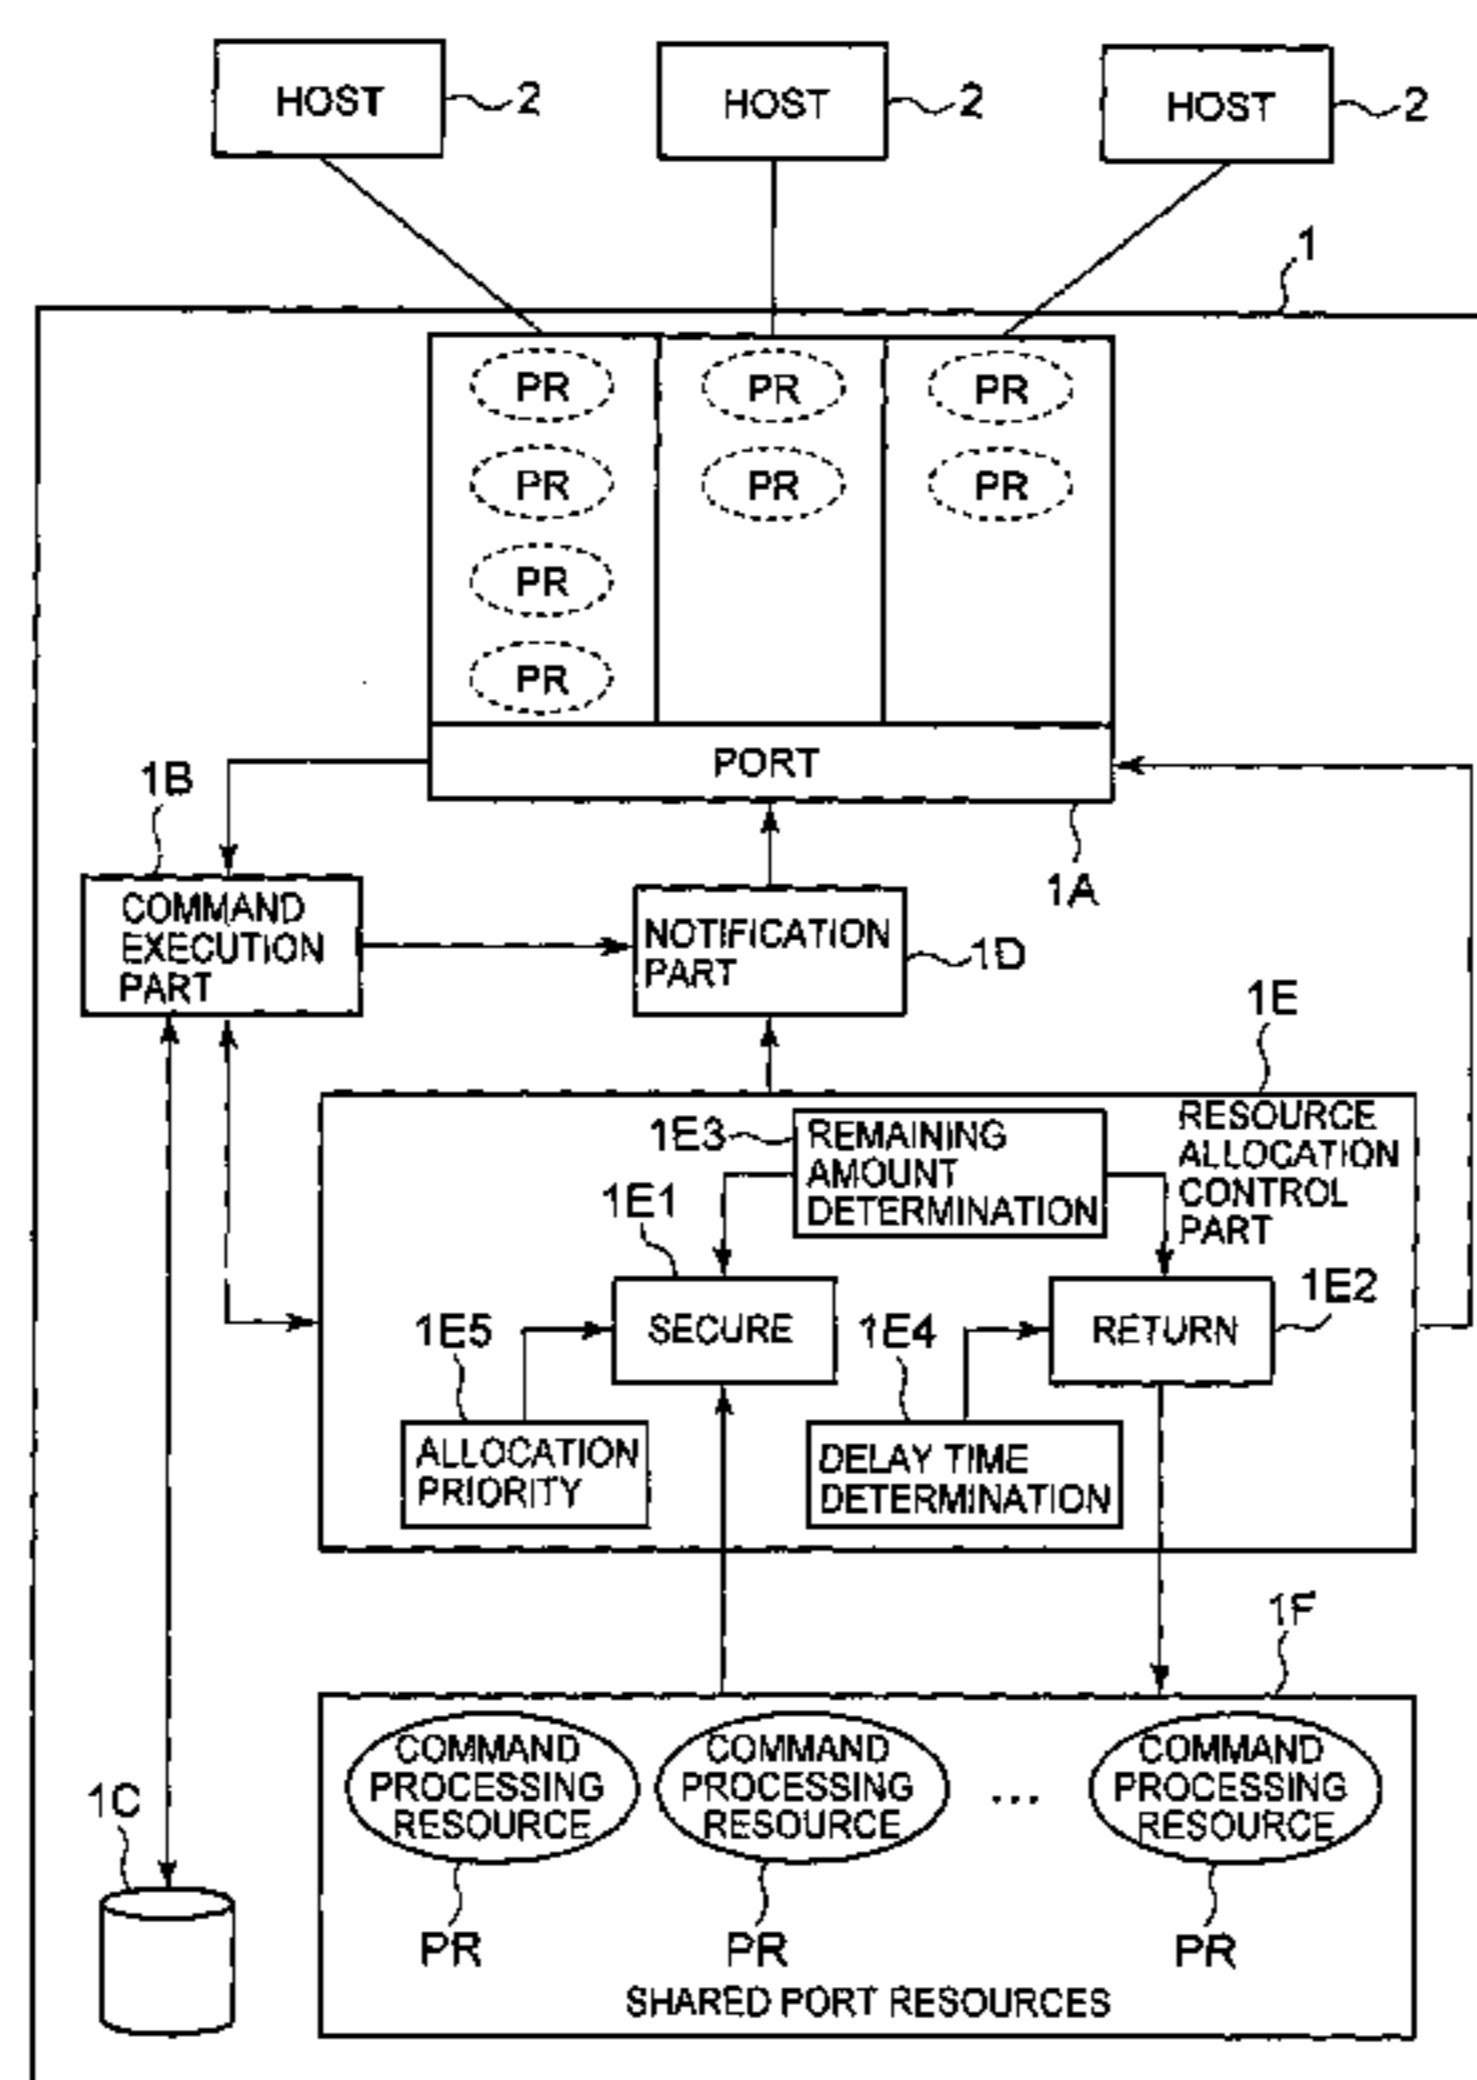 HOST 2 HOST 2 HOST 2
1
PR PR PR
PR PR PR
PR
PR
PORT
1A
1B
COMMAND
EXECUTION
PART
NOTIFICATION
PART
1D
1E
RESOURCE
ALLOCATION
CONTROL
PART
1E3
REMAINING
AMOUNT
DETERMINATION
1E1
SECURE
1E2
RETURN
1E5
ALLOCATION
PRIORITY
1E4
DELAY TIME
DETERMINATION
1F
COMMAND
PROCESSING
RESOURCE
COMMAND
PROCESSING
RESOURCE
...
COMMAND
PROCESSING
RESOURCE
PR PR PR
SHARED PORT RESOURCES
1C